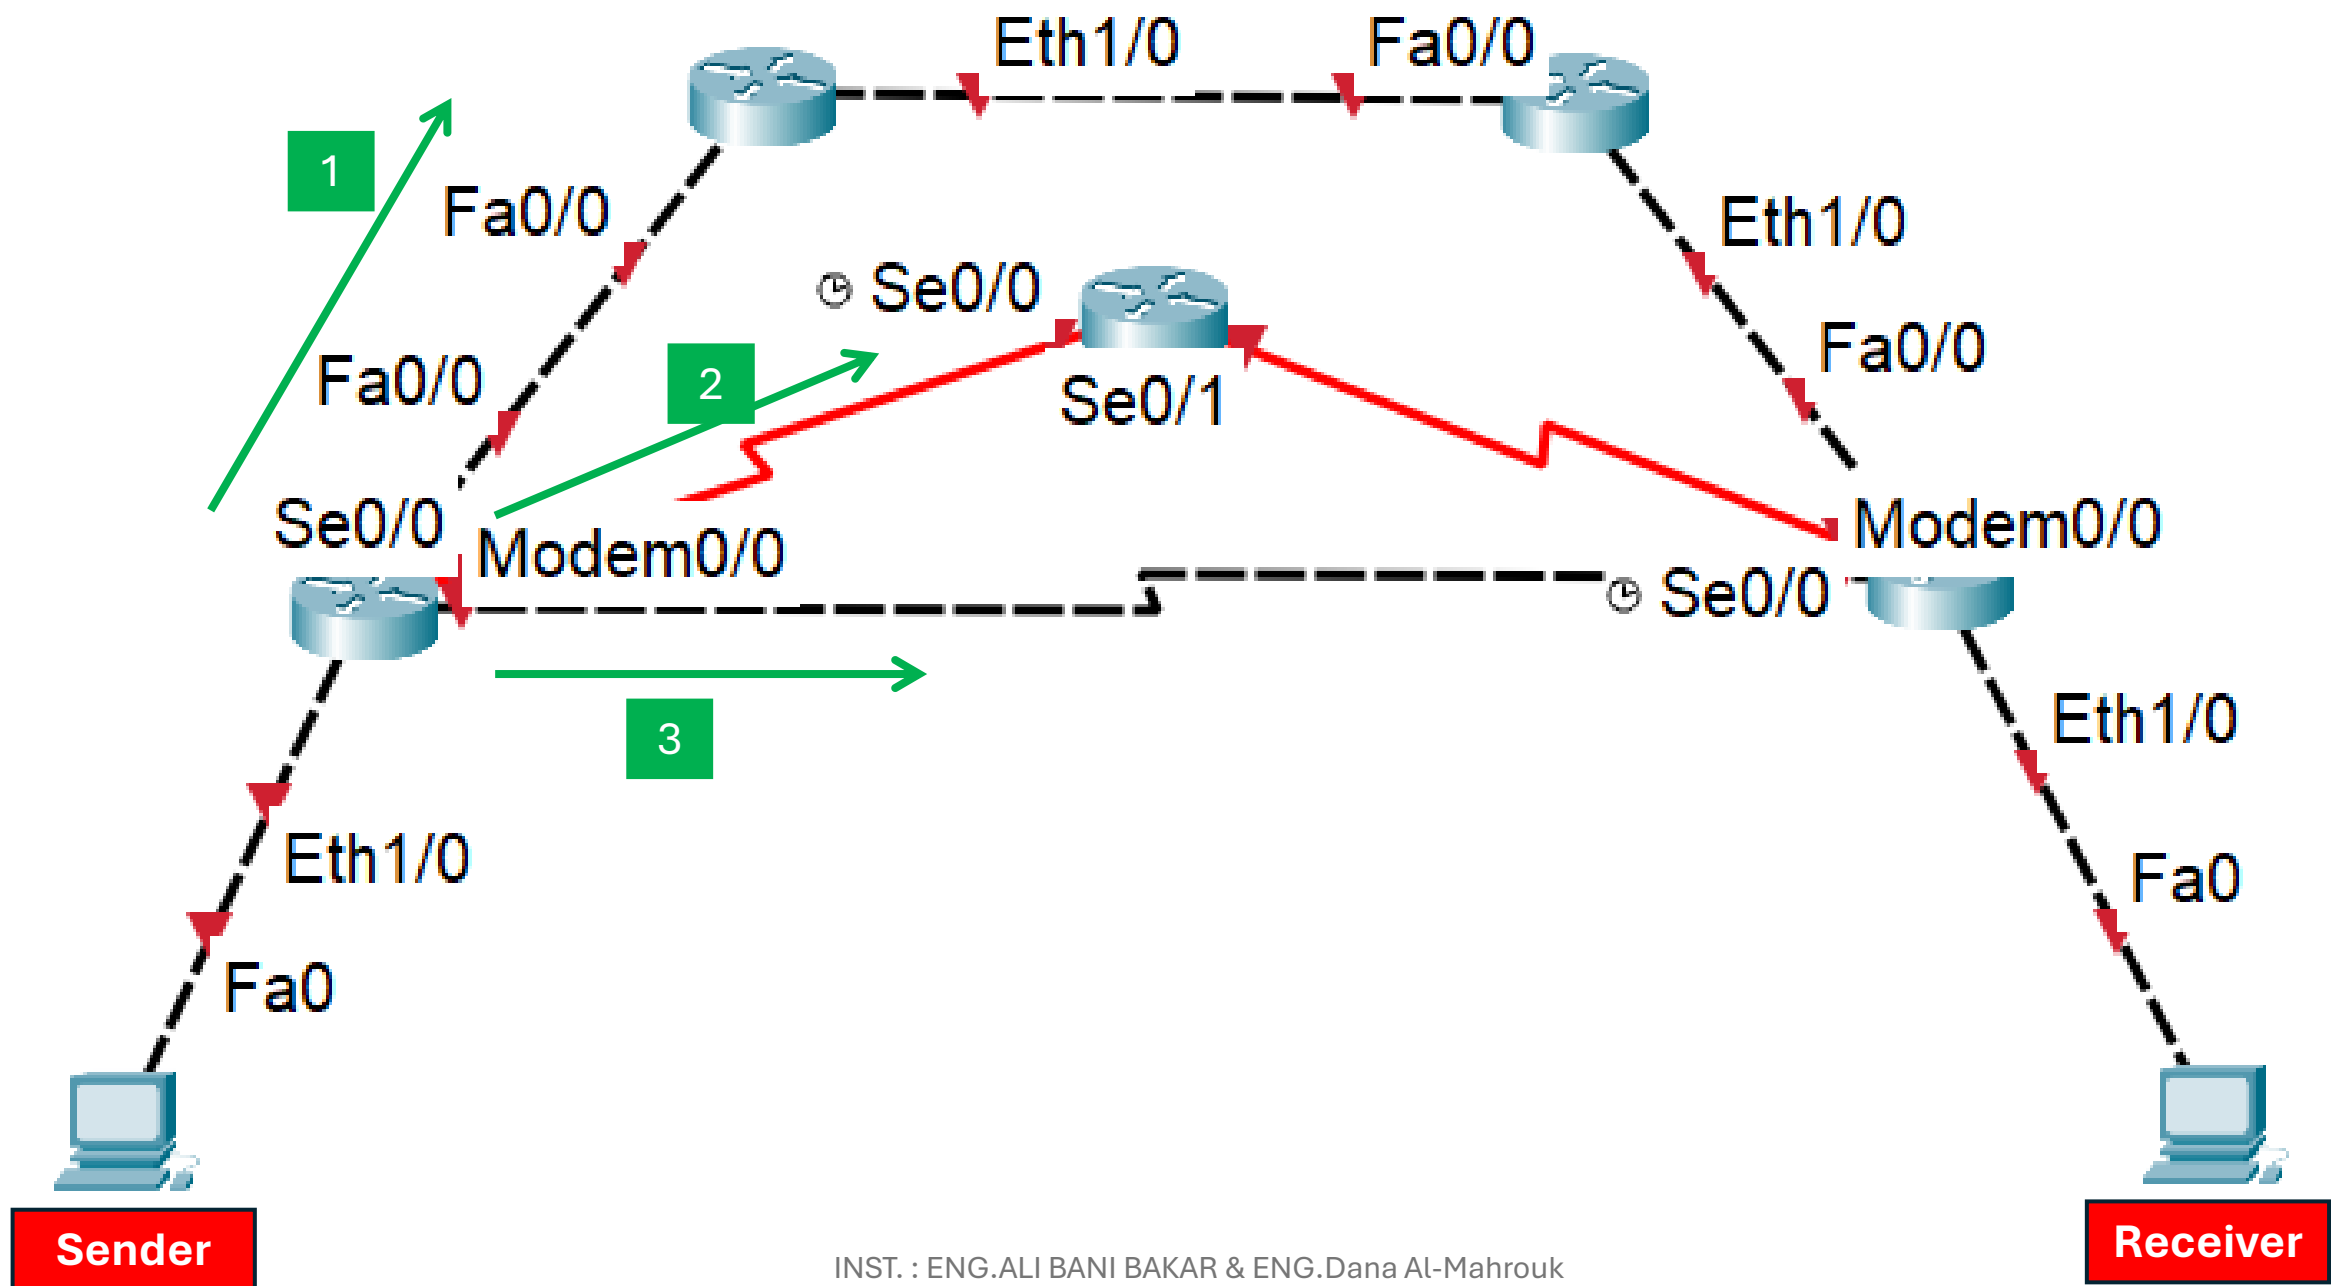 Eth1/0
Fa0/0
1
Fa0/0
Eth1/0
Se0/0
Fa0/0
2
Fa0/0
Se0/1
Se0/0
Modem0/0
Modem0/0
Se0/0
3
Eth1/0
Eth1/0
Fa0
Fa0
Sender
Receiver
INST. : ENG.ALI BANI BAKAR & ENG.Dana Al-Mahrouk